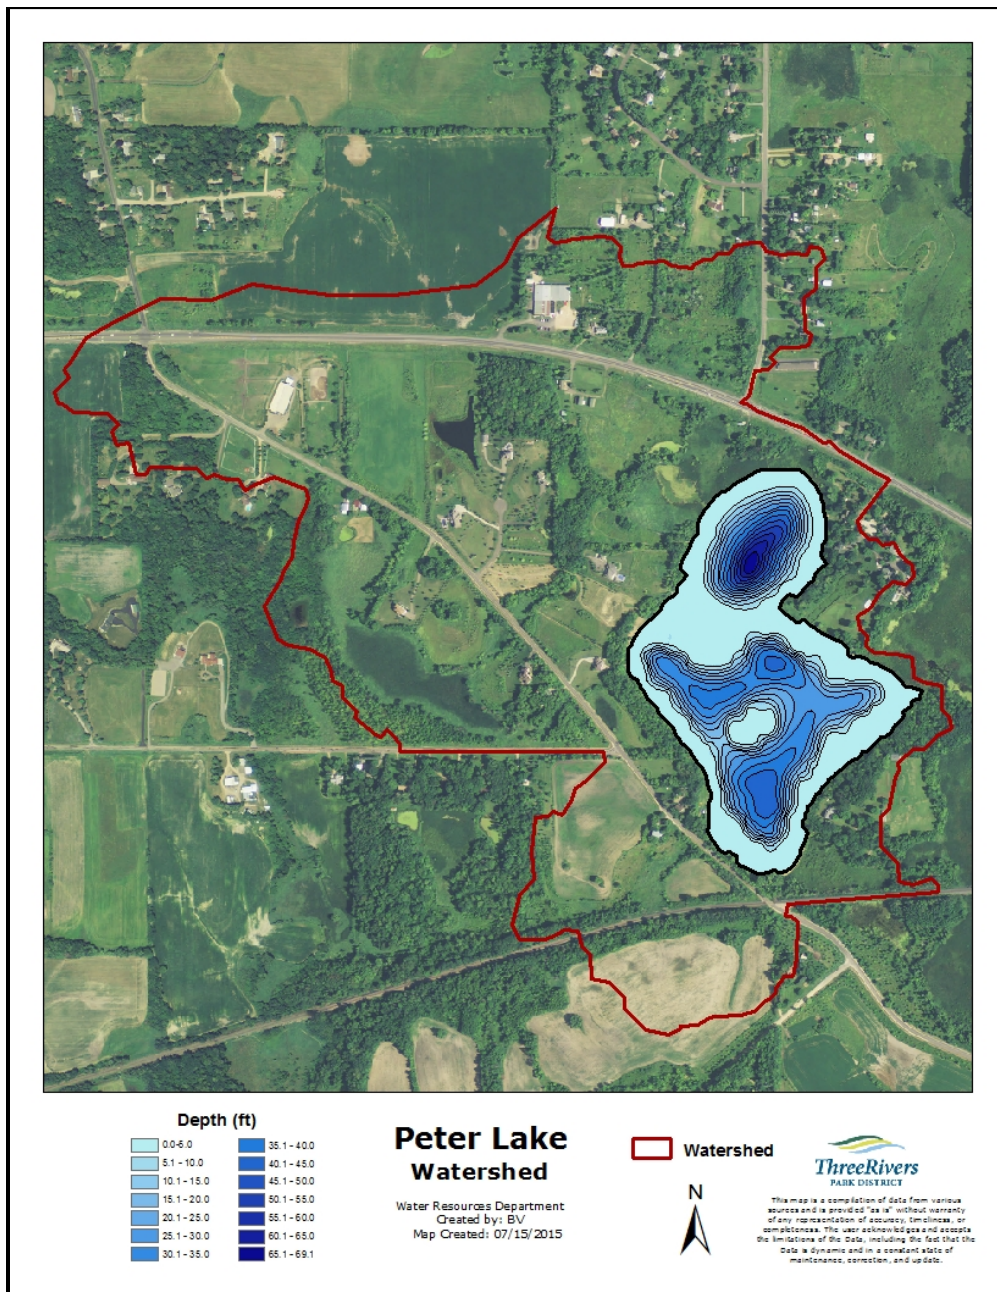 Depth (ft)
0.0-6.0
5.1 - 10.0
10.1 - 15.0
15.1 - 20.0
20.1 - 25.0
25.1 - 30.0
30.1 - 35.0
35.1 - 40.0
40.1 - 45.0
45.1 - 50.0
50.1 - 55.0
55.1 - 60.0
60.1 - 65.0
65.1 - 69.1
Peter Lake
Watershed
Water Resources Department
Created by: BV
Map Created: 07/15/2015
Watershed
N
ThreeRivers
PARK DISTRICT
This map is a compilation of data from various
sources and is provided "as is" without warranty
of any representation of accuracy, timeliness, or
completeness. The user acknowledges and accepts
the limitations of the Data, including the fact that the
Data is dynamic and in a constant state of
maintenance, correction, and update.